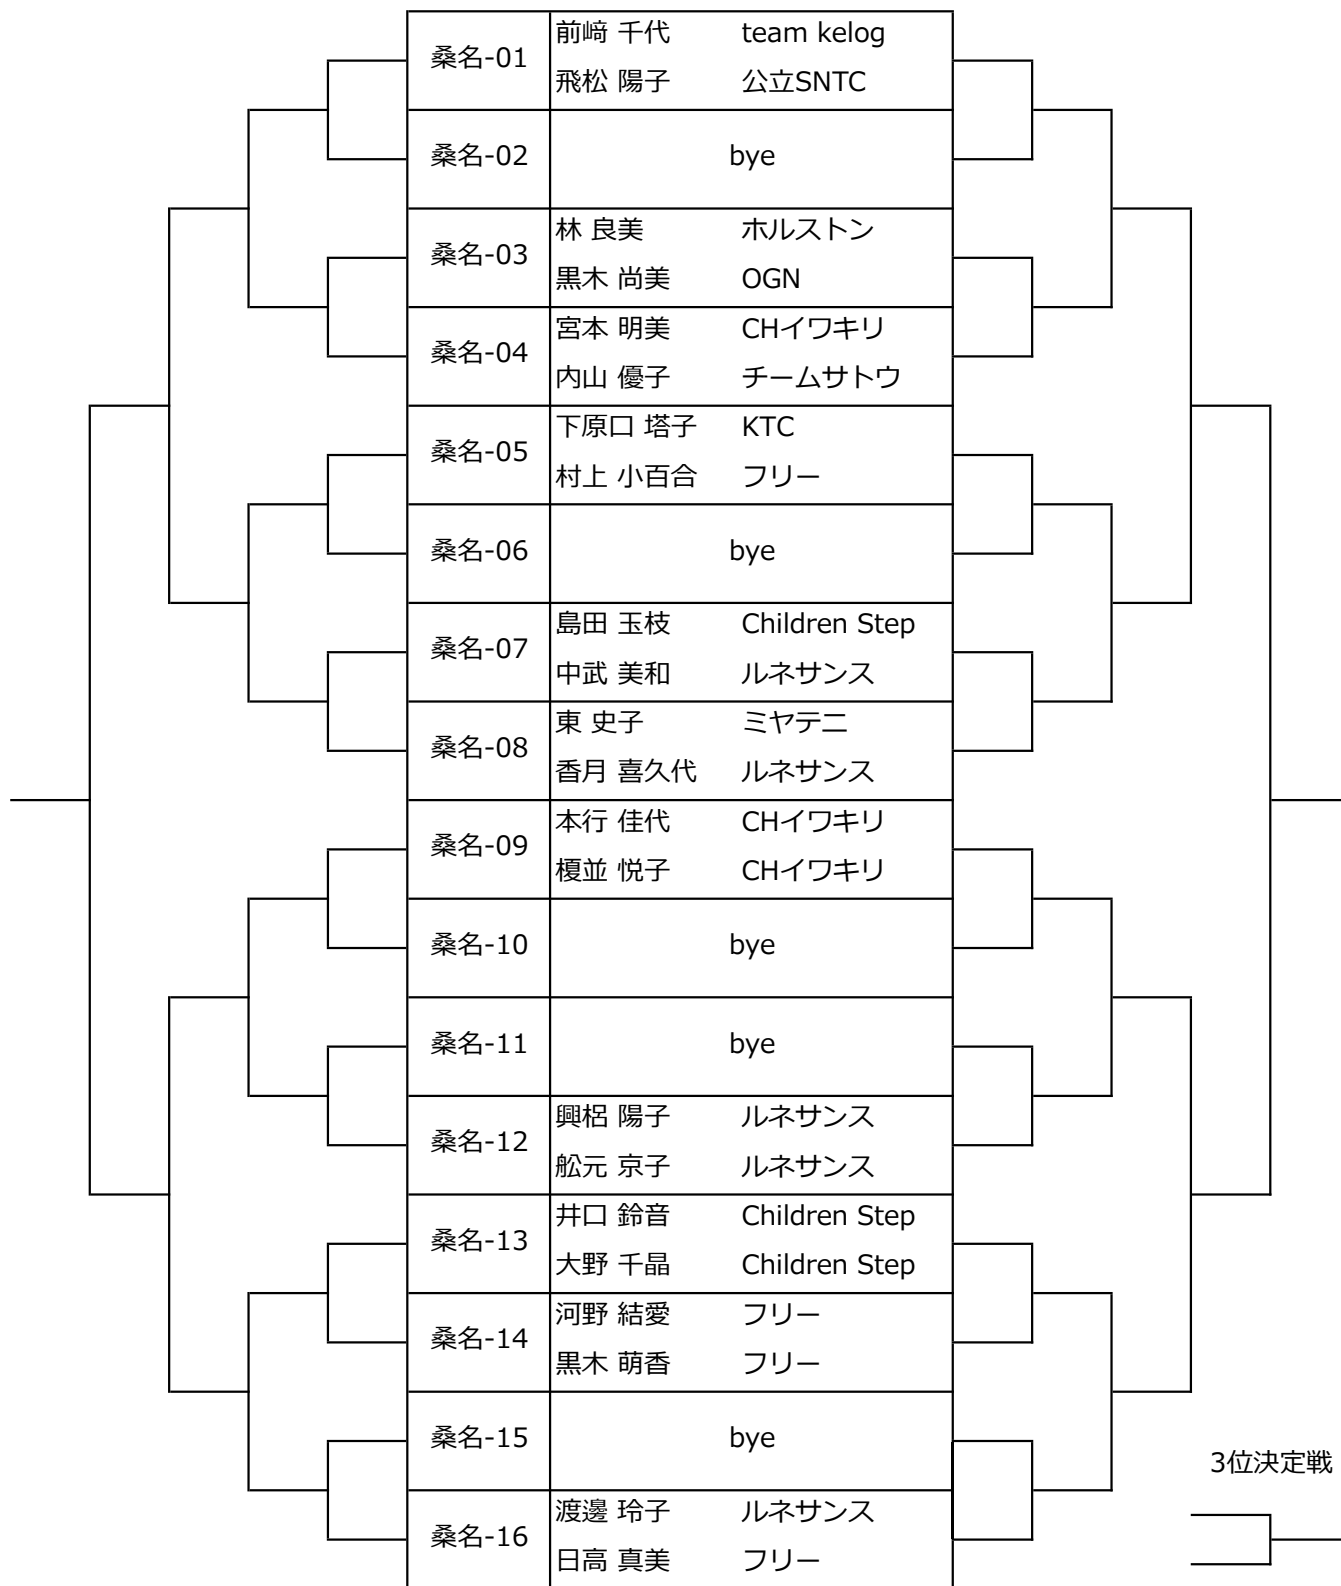 桑名-01 前﨑 千代 team kelog
飛松 陽子 公立SNTC
桑名-02 bye
桑名-03 林 良美 ホルストン
黒木 尚美 OGN
桑名-04 宮本 明美 CHイワキリ
内山 優子 チームサトウ
桑名-05 下原口 塔子 KTC
村上 小百合 フリー
桑名-06 bye
桑名-07 島田 玉枝 Children Step
中武 美和 ルネサンス
桑名-08 東 史子 ミヤテニ
香月 喜久代 ルネサンス
桑名-09 本行 佳代 CHイワキリ
榎並 悦子 CHイワキリ
桑名-10 bye
桑名-11 bye
桑名-12 興梠 陽子 ルネサンス
舩元 京子 ルネサンス
桑名-13 井口 鈴音 Children Step
大野 千晶 Children Step
桑名-14 河野 結愛 フリー
黒木 萌香 フリー
桑名-15 bye
3位決定戦
桑名-16 渡邊 玲子 ルネサンス
日高 真美 フリー